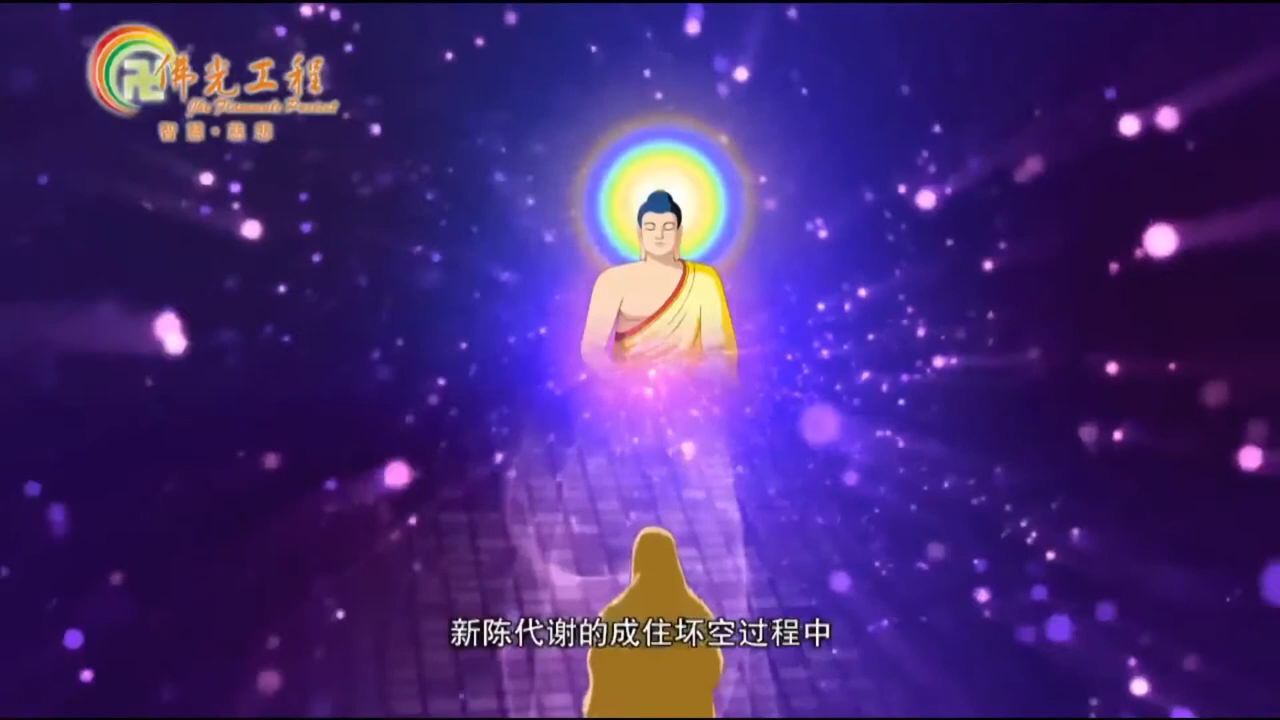 佛光工程
智慧·慈悲
新陈代谢的成住坏空过程中